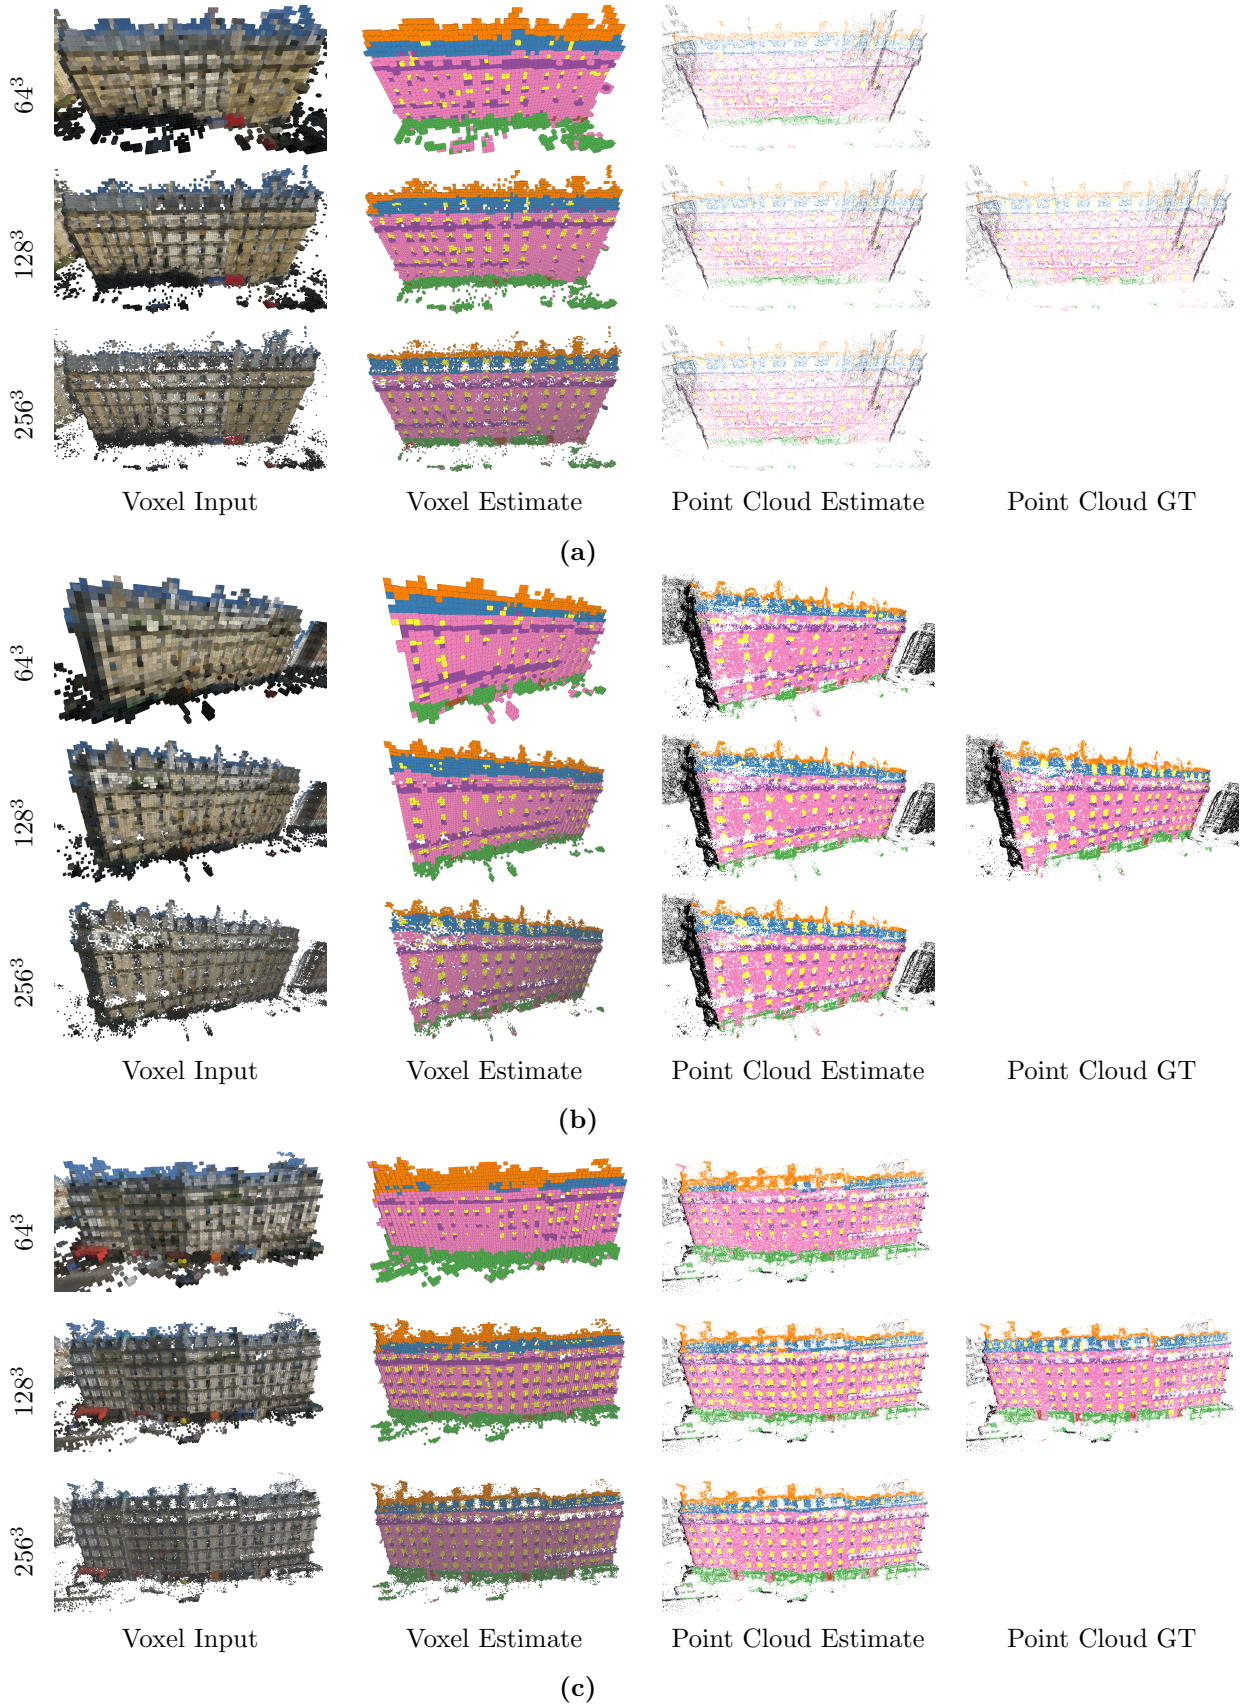 64³
128³
256³
Voxel Input Voxel Estimate Point Cloud Estimate Point Cloud GT
(a)
64³
128³
256³
Voxel Input Voxel Estimate Point Cloud Estimate Point Cloud GT
(b)
64³
128³
256³
Voxel Input Voxel Estimate Point Cloud Estimate Point Cloud GT
(c)